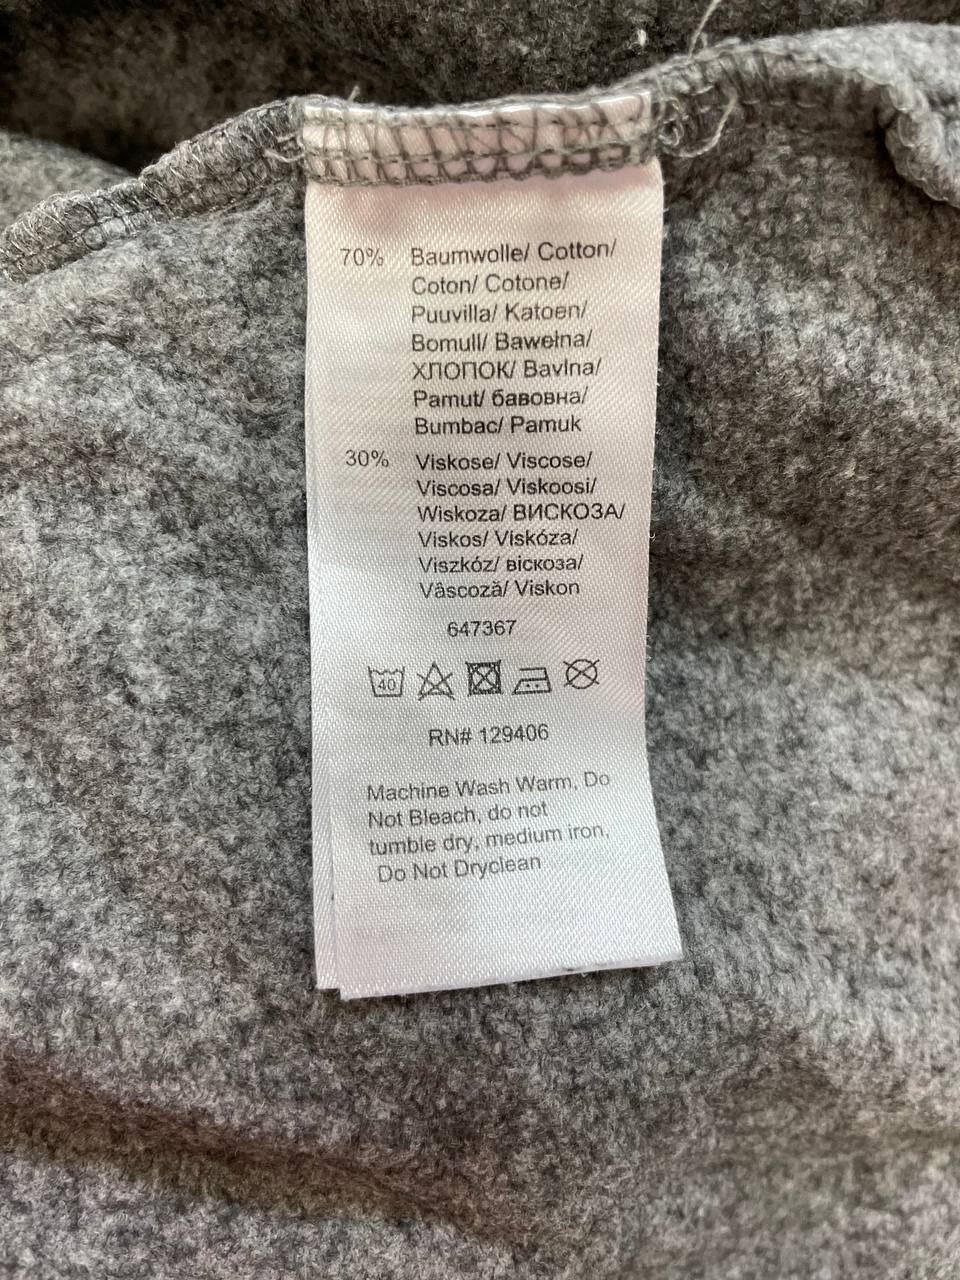 70% Baumwolle/ Cotton/
Coton/ Cotone/
Puuvilla/ Katoen/
Bomull/ Bawełna/
ХЛОПОК/ Bavlna/
Pamut/ бавовна/
Bumbac/ Pamuk
30% Viskose/ Viscose/
Viscosa/ Viskoosi/
Wiskoza/ ВИСКОЗА/
Viskos/ Viskóza/
Viszkóz/ віскоза/
Vâscoză/ Viskon
647367
40
RN# 129406
Machine Wash Warm, Do
Not Bleach, do not
tumble dry, medium iron,
Do Not Dryclean